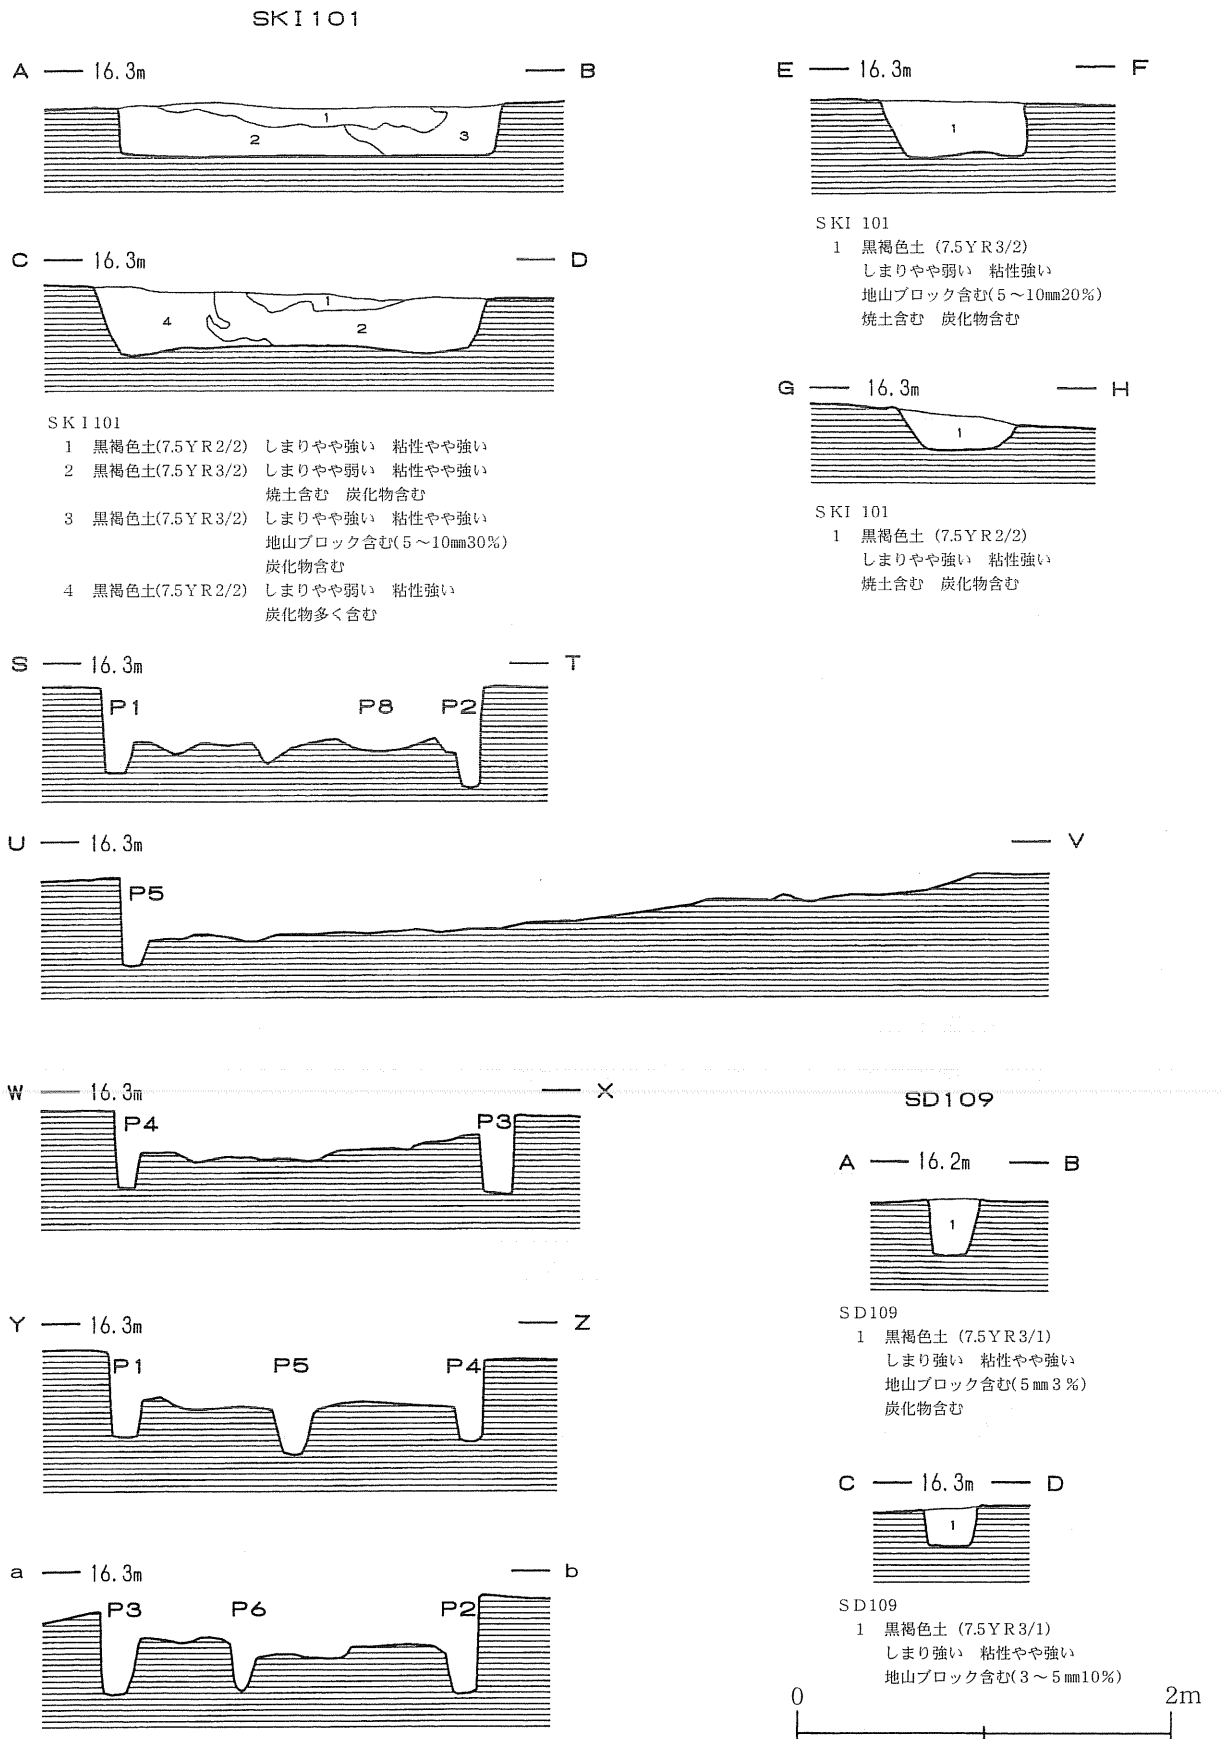 SKI101
A 16.3m B
1
2
3
C 16.3m D
1
4
2
SKI101
1 黒褐色土(7.5YR2/2) しまりやや強い 粘性やや強い
2 黒褐色土(7.5YR3/2) しまりやや弱い 粘性やや強い
焼土含む 炭化物含む
3 黒褐色土(7.5YR3/2) しまりやや強い 粘性やや強い
地山ブロック含む(5～10㎜30%)
炭化物含む
4 黒褐色土(7.5YR2/2) しまりやや弱い 粘性強い
炭化物多く含む
E 16.3m F
1
SKI 101
1 黒褐色土 (7.5YR3/2)
しまりやや弱い 粘性強い
地山ブロック含む(5～10㎜20%)
焼土含む 炭化物含む
G 16.3m H
1
SKI 101
1 黒褐色土 (7.5YR2/2)
しまりやや強い 粘性強い
焼土含む 炭化物含む
S 16.3m T
P1 P8 P2
U 16.3m V
P5
W 16.3m X
P4 P3
Y 16.3m Z
P1 P5 P4
a 16.3m b
P3 P6 P2
SD109
A 16.2m B
1
SD109
1 黒褐色土 (7.5YR3/1)
しまり強い 粘性やや強い
地山ブロック含む(5㎜3%)
炭化物含む
C 16.3m D
1
SD109
1 黒褐色土 (7.5YR3/1)
しまり強い 粘性やや強い
地山ブロック含む(3～5㎜10%)
0 2m